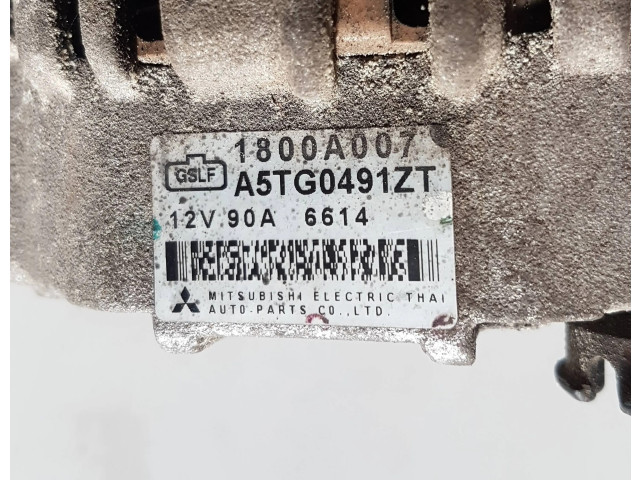 1800A007
GSLF
A5TG0491ZT
12V 90A 6614
MITSUBISHI ELECTRIC THAI
AUTO-PARTS CO.,LTD.